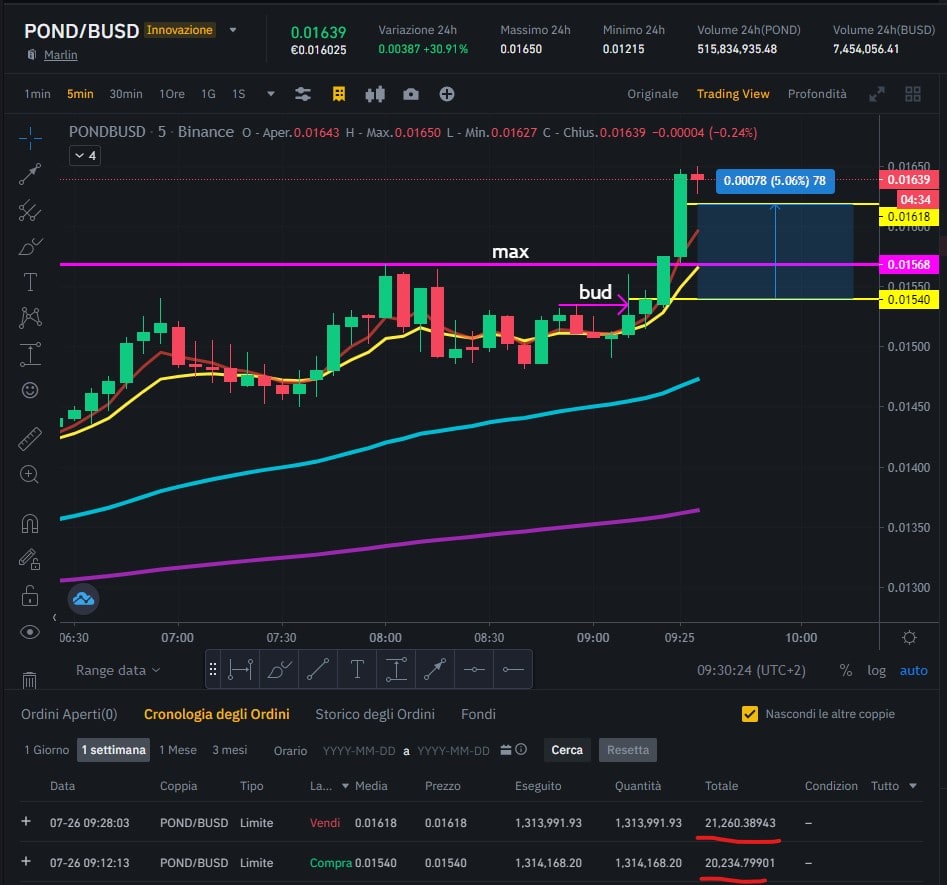 POND/BUSD Innovazione
Marlin
0.01639
€0.016025
Variazione 24h
0.00387 +30.91%
Massimo 24h
0.01650
Minimo 24h
0.01215
Volume 24h(POND)
515,834,935.48
Volume 24h(BUSD)
7,454,056.41
1min 5min 30min 1Ore 1G 1S
Originale Trading View Profondità
PONDBUSD · 5 · Binance O - Aper.0.01643 H - Max.0.01650 L - Min.0.01627 C - Chius.0.01639 −0.00004 (−0.24%)
4
0.00078 (5.06%) 78
max
bud
0.01650
0.01639
04:34
0.01618
0.01600
0.01568
0.01550
0.01540
0.01500
0.01450
0.01400
0.01350
0.01300
06:30 07:00 07:30 08:00 08:30 09:00 09:25 10:00
Range data
T
09:30:24 (UTC+2) % log auto
Ordini Aperti(0) Cronologia degli Ordini Storico degli Ordini Fondi
Nascondi le altre coppie
1 Giorno 1 settimana 1 Mese 3 mesi Orario YYYY-MM-DD a YYYY-MM-DD Cerca Resetta
Data Coppia Tipo La... Media Prezzo Eseguito Quantità Totale Condizion Tutto
07-26 09:28:03 POND/BUSD Limite Vendi 0.01618 0.01618 1,313,991.93 1,313,991.93 21,260.38943 –
07-26 09:12:13 POND/BUSD Limite Compra 0.01540 0.01540 1,314,168.20 1,314,168.20 20,234.79901 –